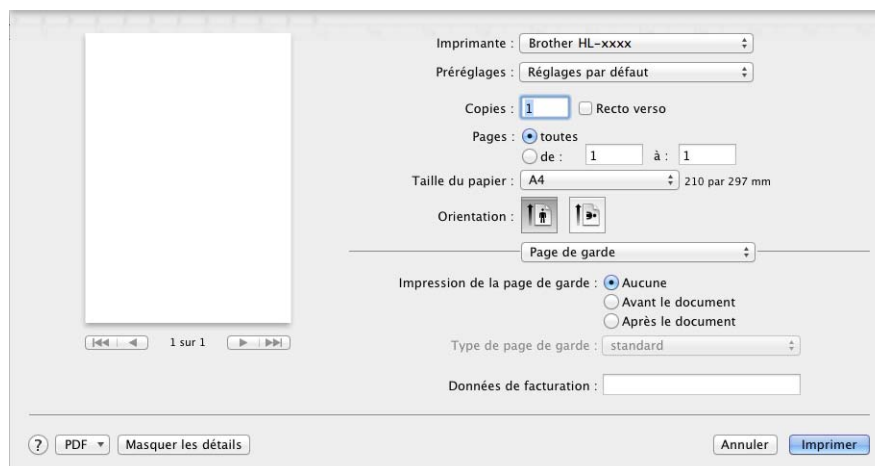 Imprimante : Brother HL-xxxx
Préréglages : Réglages par défaut
Copies : 1 Recto verso
Pages : toutes
de : 1 à : 1
Taille du papier : A4 210 par 297 mm
Orientation :
Page de garde
Impression de la page de garde : Aucune
Avant le document
Après le document
1 sur 1
Type de page de garde : standard
Données de facturation :
? PDF Masquer les détails Annuler Imprimer